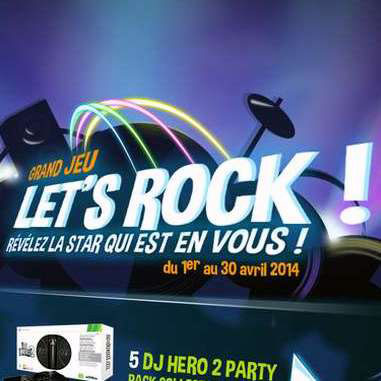 GRAND JEU
LET'S ROCK !
RÉVÉLEZ LA STAR QUI EST EN VOUS !
du 1er au 30 avril 2014
5 DJ HERO 2 PARTY